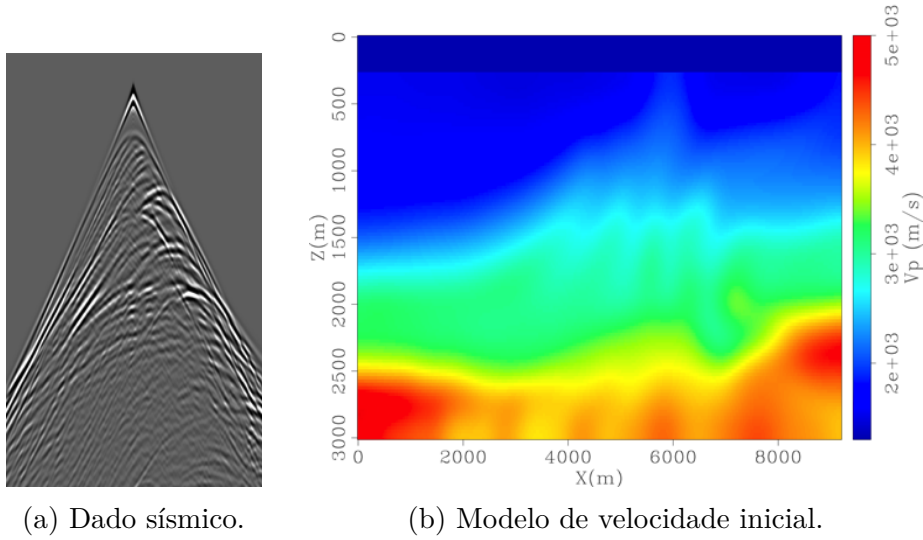 0
500
1000
1500
2000
2500
3000
Z(m)
0
2000
4000
6000
8000
X(m)
5e+03
4e+03
3e+03
2e+03
Vp (m/s)
(a) Dado sísmico.
(b) Modelo de velocidade inicial.